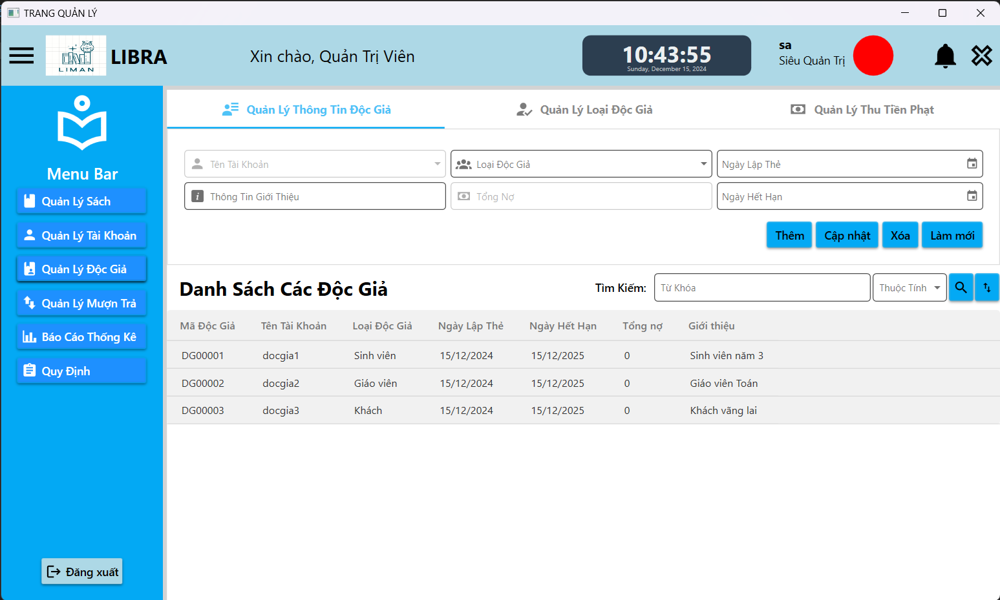 TRANG QUẢN LÝ
LIMAN
LIBRA
Xin chào, Quản Trị Viên
10:43:55
Sunday, December 15, 2024
sa
Siêu Quản Trị
Menu Bar
Quản Lý Sách
Quản Lý Tài Khoản
Quản Lý Độc Giả
Quản Lý Mượn Trả
Báo Cáo Thống Kê
Quy Định
Đăng xuất
Quản Lý Thông Tin Độc Giả
Quản Lý Loại Độc Giả
Quản Lý Thu Tiền Phạt
Tên Tài Khoản
Loại Độc Giả
Ngày Lập Thẻ
Thông Tin Giới Thiệu
Tổng Nợ
Ngày Hết Hạn
Thêm
Cập nhật
Xóa
Làm mới
Danh Sách Các Độc Giả
Tìm Kiếm:
Từ Khóa
Thuộc Tính
Mã Độc Giả Tên Tài Khoản Loại Độc Giả Ngày Lập Thẻ Ngày Hết Hạn Tổng nợ Giới thiệu
DG00001 docgia1 Sinh viên 15/12/2024 15/12/2025 0 Sinh viên năm 3
DG00002 docgia2 Giáo viên 15/12/2024 15/12/2025 0 Giáo viên Toán
DG00003 docgia3 Khách 15/12/2024 15/12/2025 0 Khách vãng lai